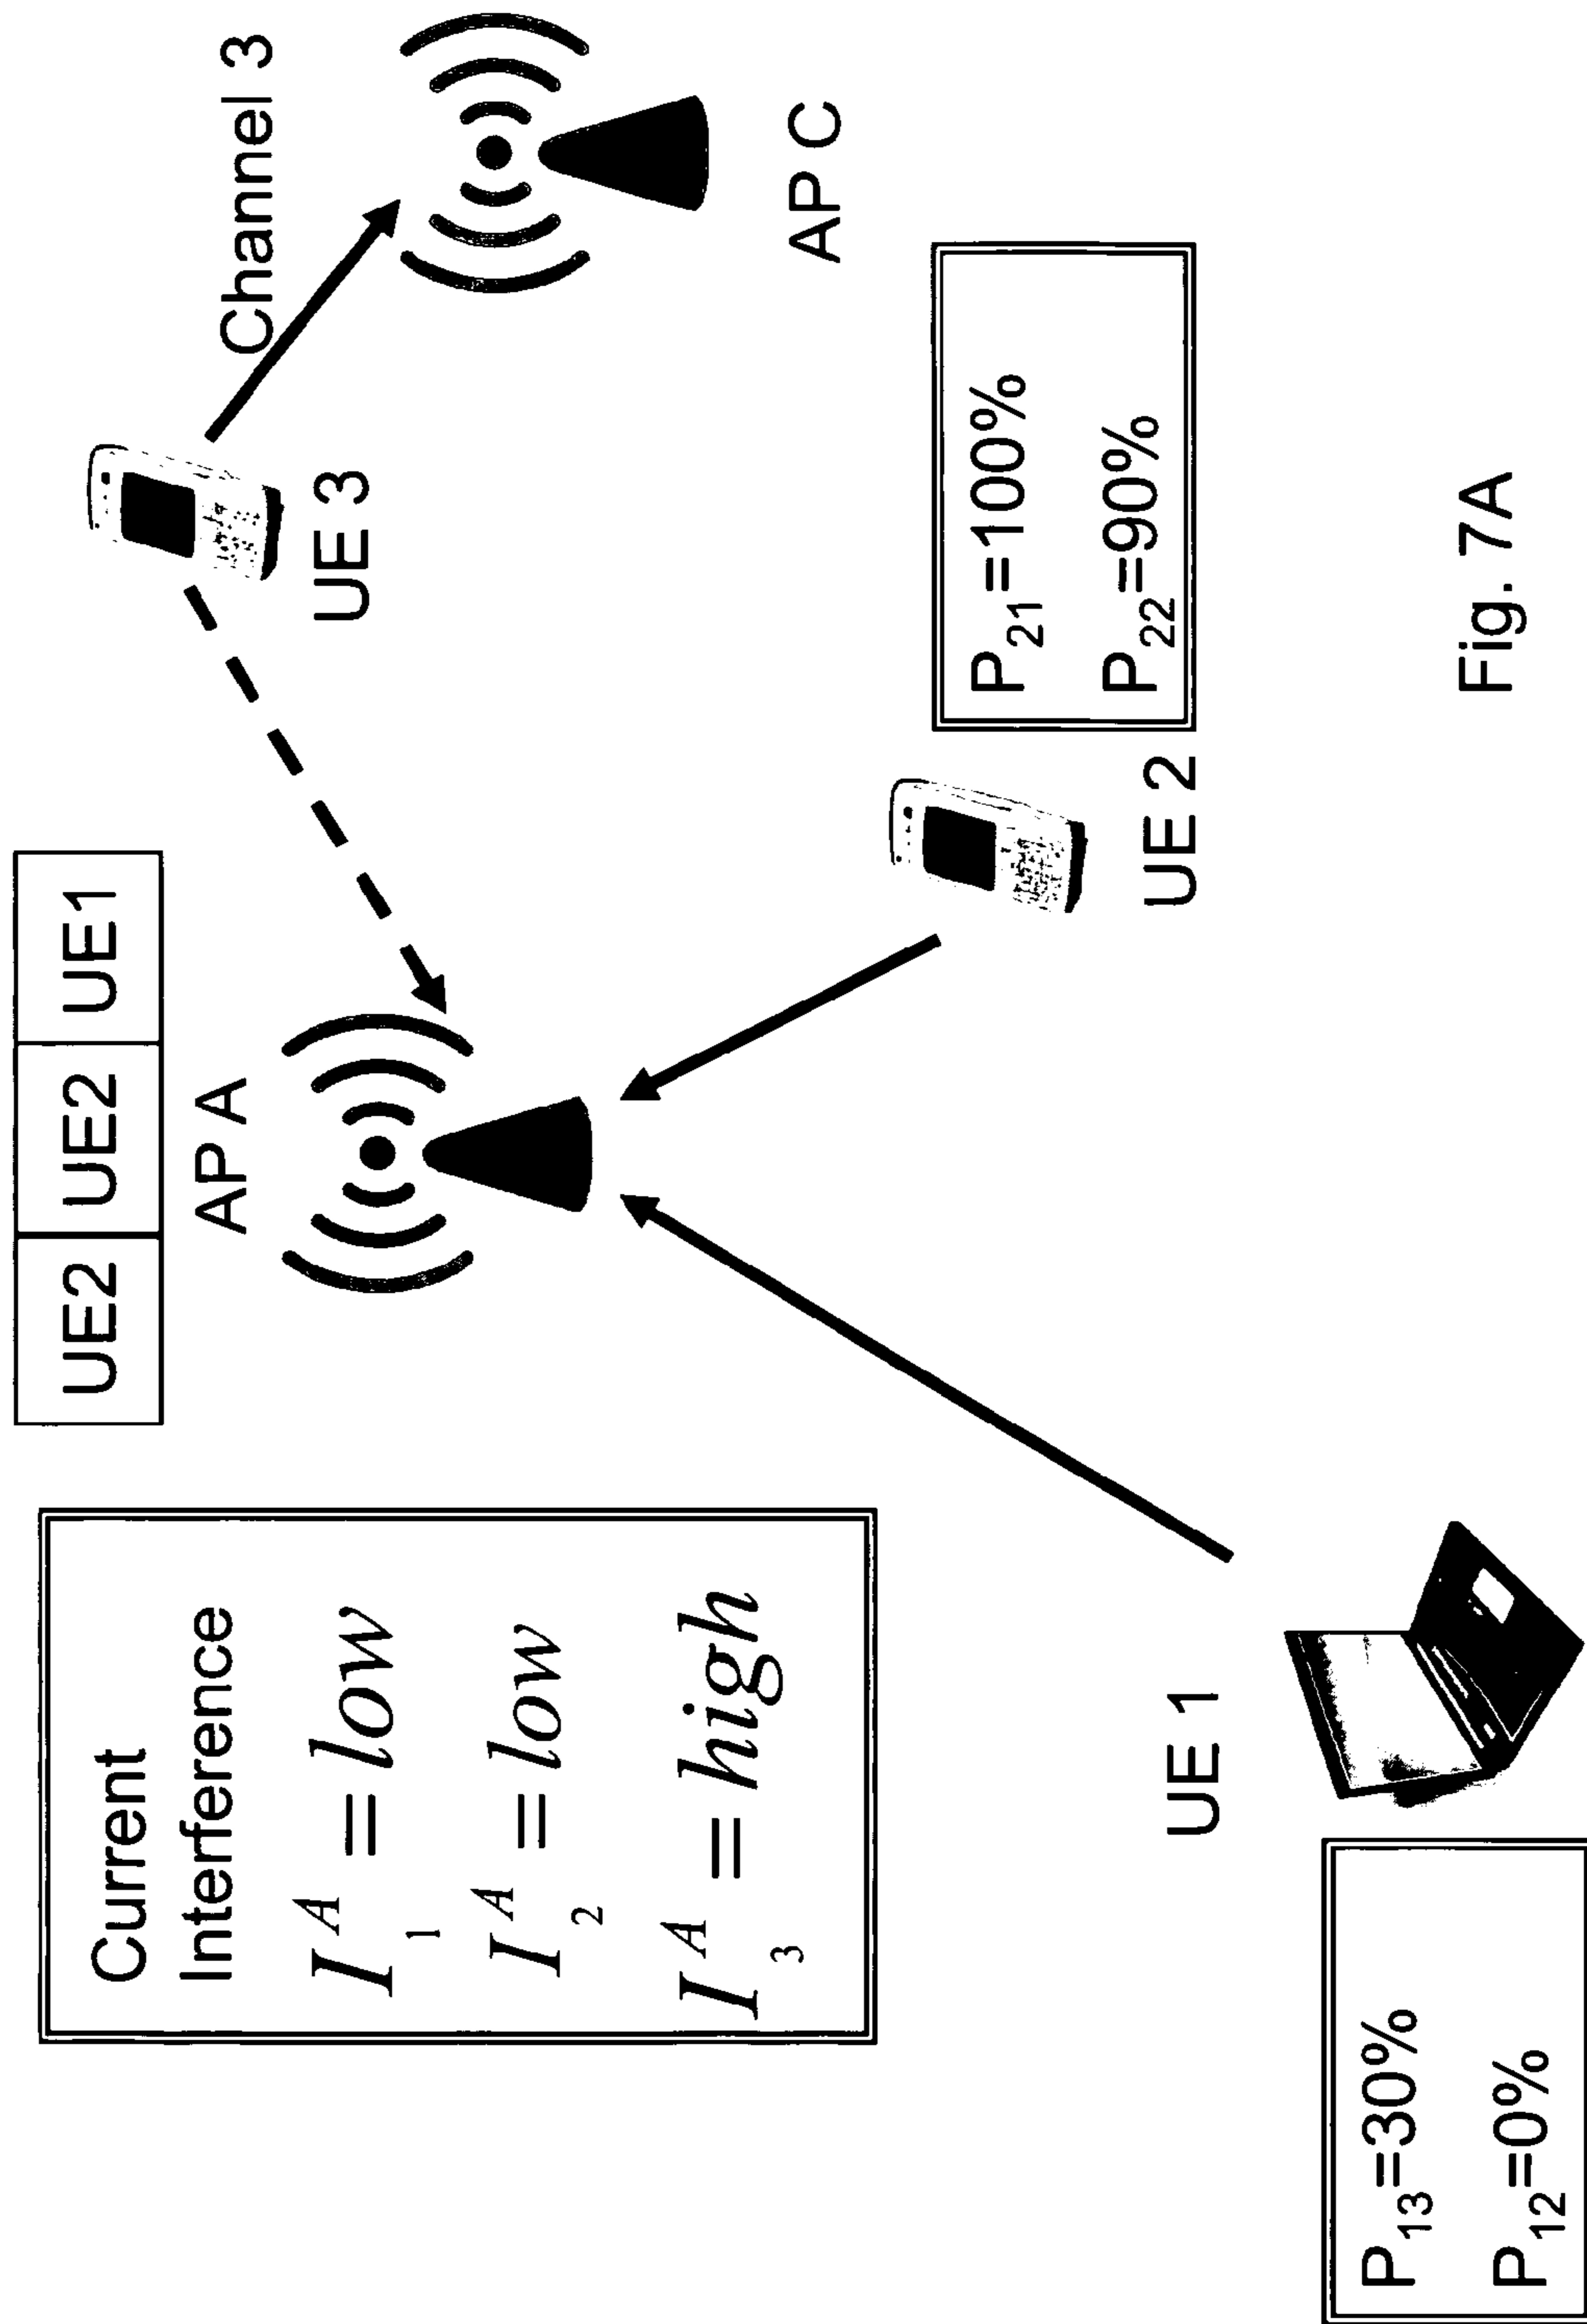 Current
Interference
I₁ᴬ = low
I₂ᴬ = low
I₃ᴬ = high
UE2 UE2 UE1
AP A
UE 3
Channel 3
AP C
UE 1
P₁₃=30%
P₁₂=0%
UE 2
P₂₁=100%
P₂₂=90%
Fig. 7A